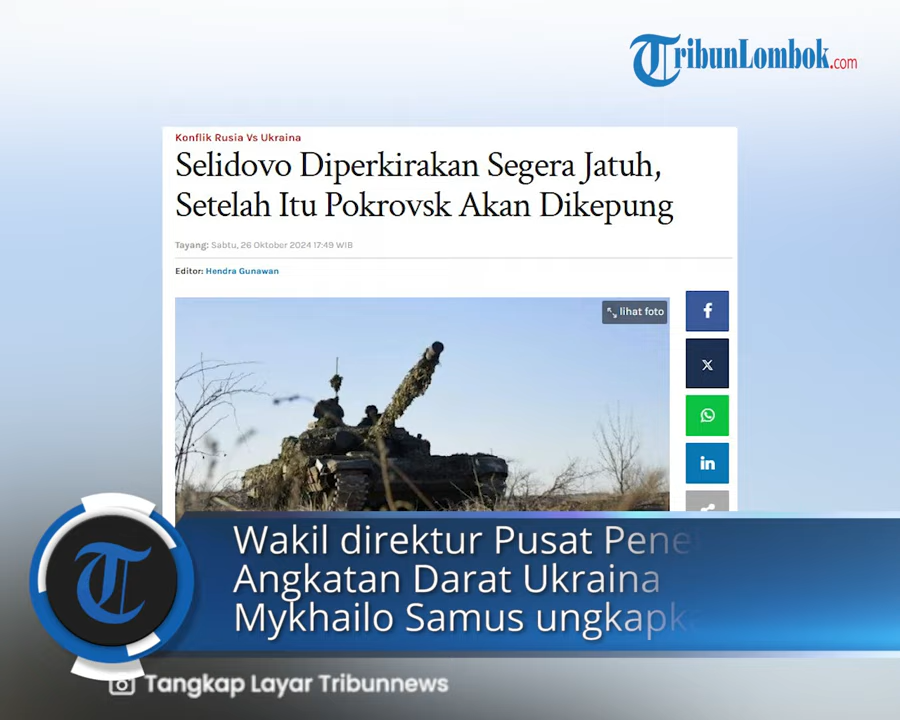 TribunLombok.com
Konflik Rusia Vs Ukraina
Selidovo Diperkirakan Segera Jatuh,
Setelah Itu Pokrovsk Akan Dikepung
Tayang: Sabtu, 26 Oktober 2024 17:49 WIB
Editor: Hendra Gunawan
lihat foto
Wakil direktur Pusat
Angkatan Darat Ukraina
Mykhailo Samus
Tangkap Layar Tribunnews